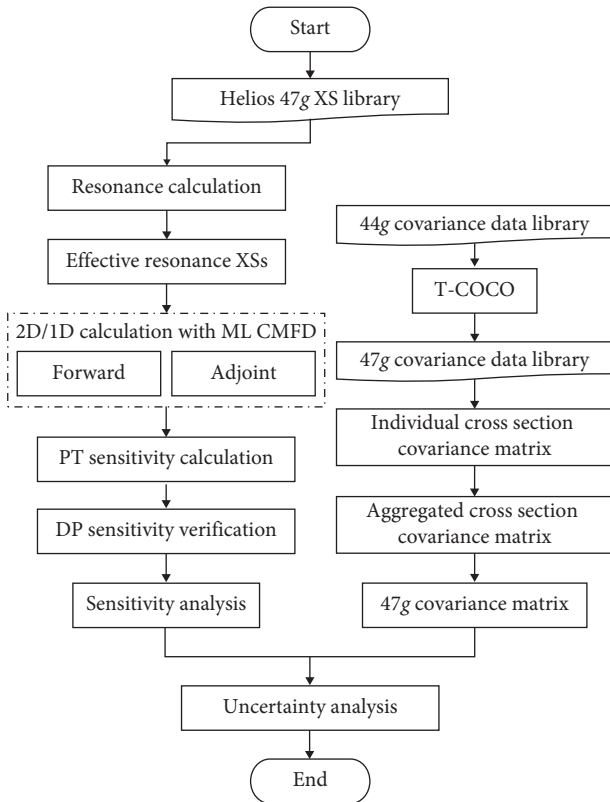 Start
Helios 47g XS library
Resonance calculation
Effective resonance XSs
2D/1D calculation with ML CMFD
Forward
Adjoint
PT sensitivity calculation
DP sensitivity verification
Sensitivity analysis
44g covariance data library
T-COCO
47g covariance data library
Individual cross section
covariance matrix
Aggregated cross section
covariance matrix
47g covariance matrix
Uncertainty analysis
End